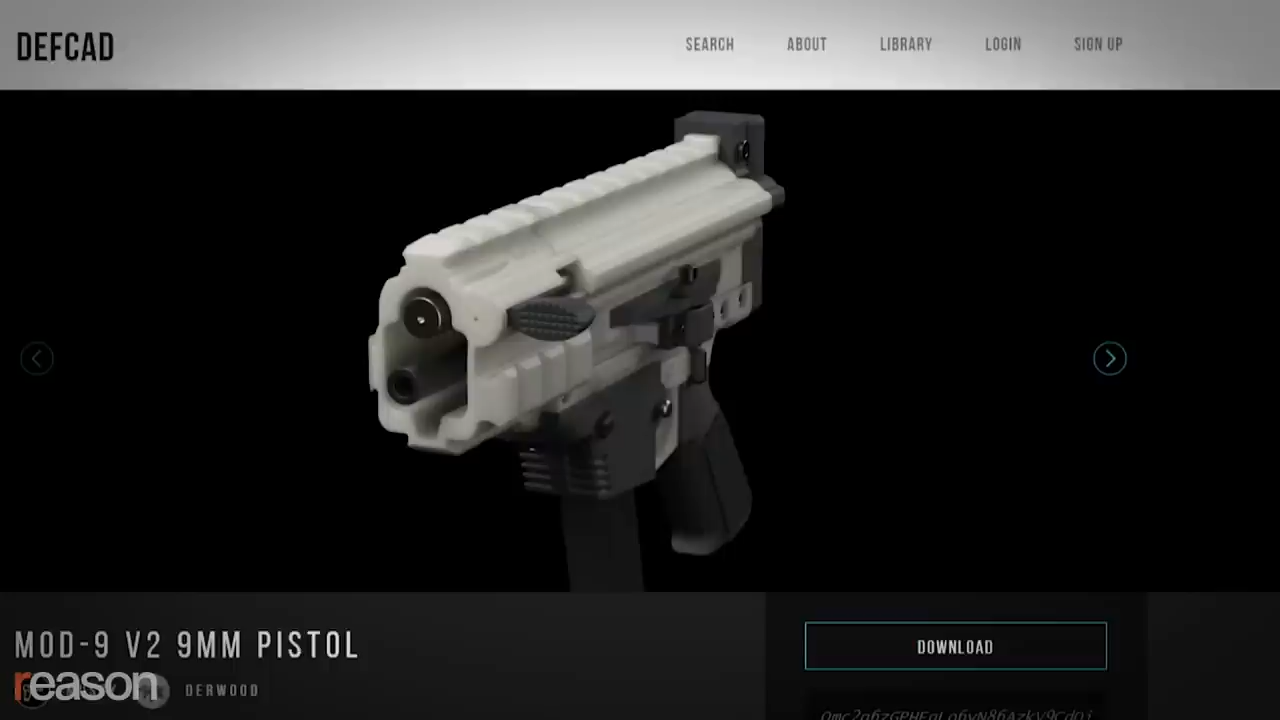 DEFCAD
SEARCH ABOUT LIBRARY LOGIN SIGN UP
MOD-9 V2 9MM PISTOL
DOWNLOAD
reason
DERWOOD